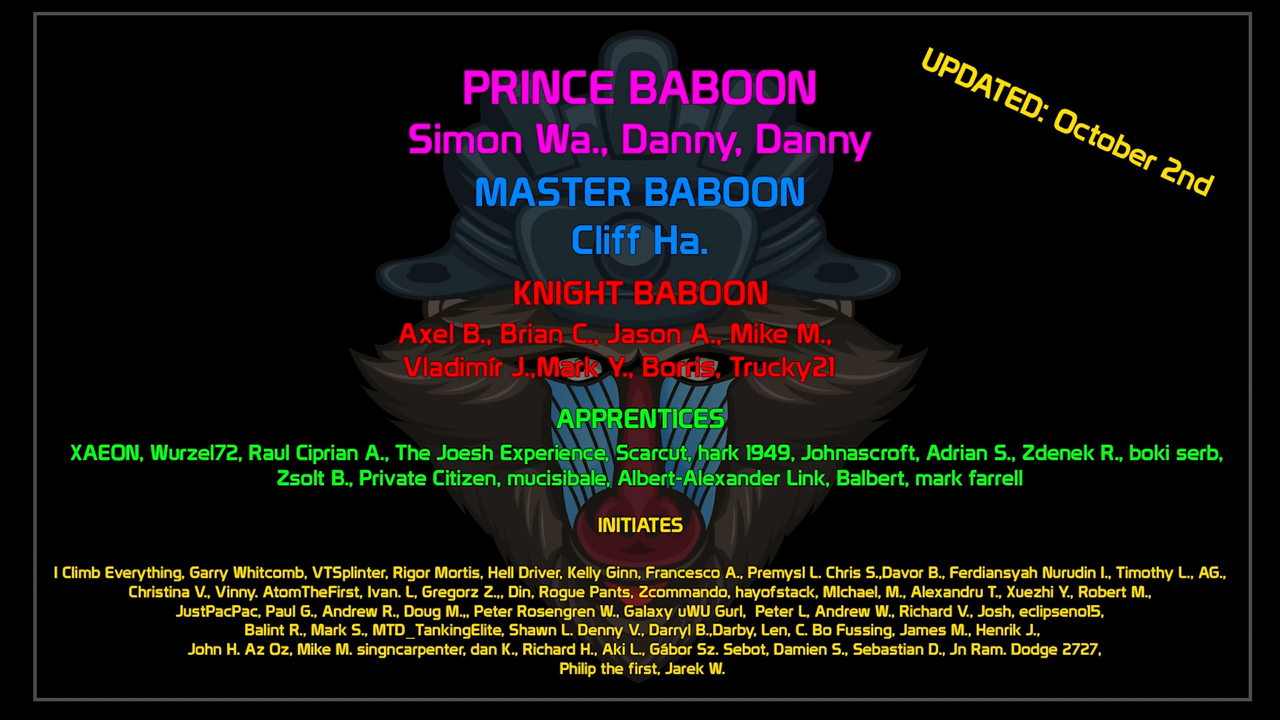 PRINCE BABOON
UPDATED: October 2nd
Simon Wa., Danny, Danny
MASTER BABOON
Cliff Ha.
KNIGHT BABOON
Axel B., Brian C., Jason A., Mike M.,
Vladimír J.,Mark Y., Borris, Trucky21
APPRENTICES
XAEON, Wurzel72, Raul Ciprian A., The Joesh Experience, Scarcut, hark 1949, Johnascroft, Adrian S., Zdenek R., boki serb,
Zsolt B., Private Citizen, mucisibale, Albert-Alexander Link, Balbert, mark farrell
INITIATES
I Climb Everything, Garry Whitcomb, VTSplinter, Rigor Mortis, Hell Driver, Kelly Ginn, Francesco A., Premysl L. Chris S.,Davor B., Ferdiansyah Nurudin I., Timothy L., AG.,
Christina V., Vinny. AtomTheFirst, Ivan. L, Gregorz Z.,, Din, Rogue Pants, Zcommando, hayofstack, MIchael, M., Alexandru T., Xuezhi Y., Robert M.,
JustPacPac, Paul G., Andrew R., Doug M.,, Peter Rosengren W., Galaxy uWU Gurl, Peter L, Andrew W., Richard V., Josh, eclipseno15,
Balint R., Mark S., MTD_TankingElite, Shawn L. Denny V., Darryl B.,Darby, Len, C. Bo Fussing, James M., Henrik J.,
John H. Az Oz, Mike M. singncarpenter, dan K., Richard H., Aki L., Gábor Sz. Sebot, Damien S., Sebastian D., Jn Ram. Dodge 2727,
Philip the first, Jarek W.